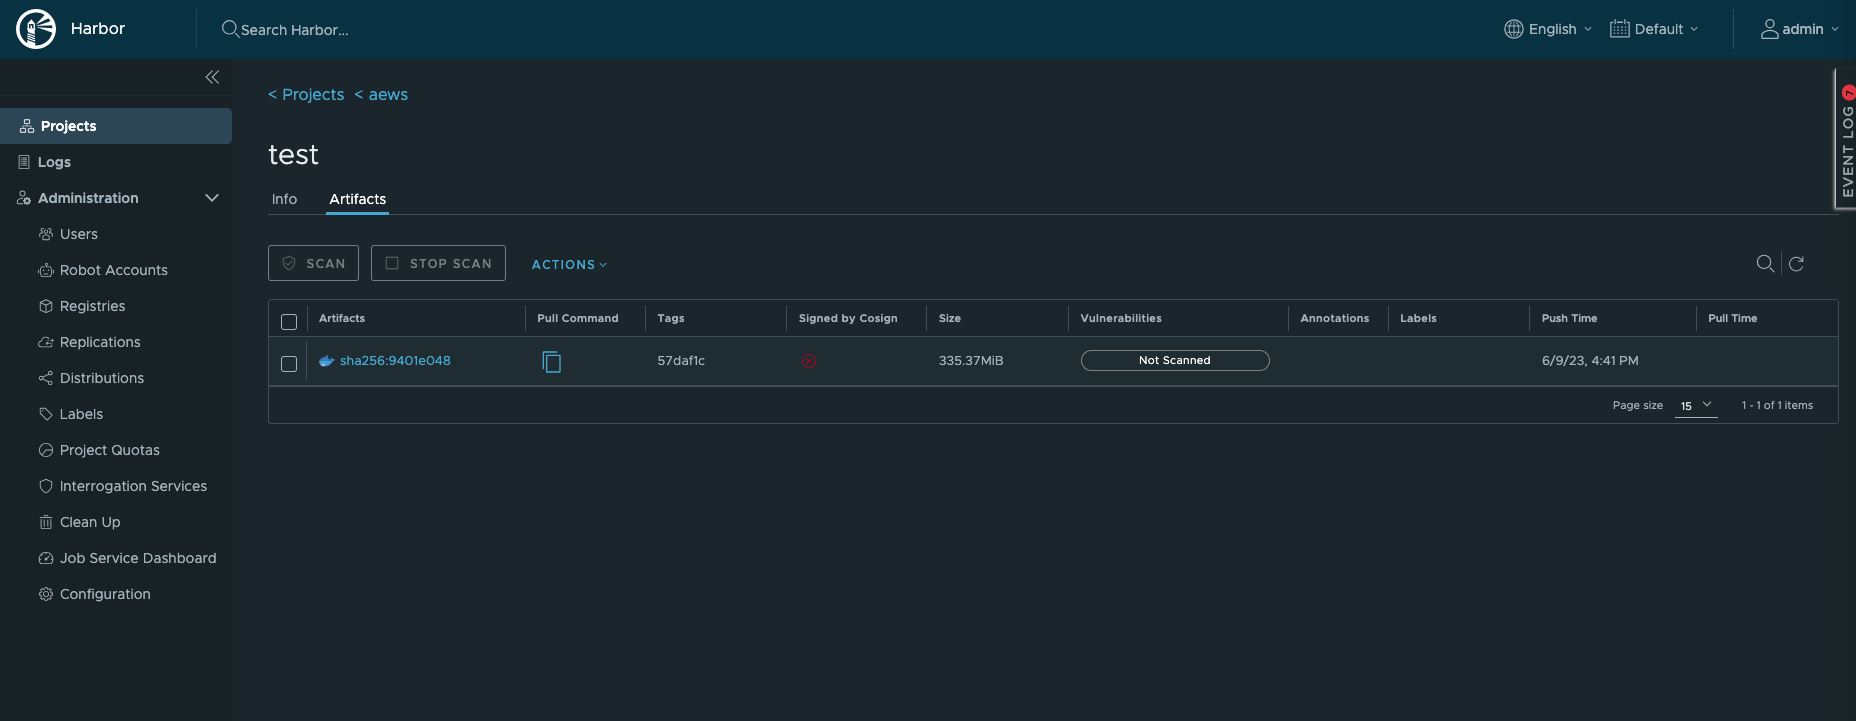 Harbor
Search Harbor...
English
Default
admin
EVENT LOG 7
< Projects < aews
Projects
Logs
Administration
Users
Robot Accounts
Registries
Replications
Distributions
Labels
Project Quotas
Interrogation Services
Clean Up
Job Service Dashboard
Configuration
test
Info Artifacts
SCAN STOP SCAN ACTIONS
Artifacts Pull Command Tags Signed by Cosign Size Vulnerabilities Annotations Labels Push Time Pull Time
sha256:9401e048 57daf1c 335.37MiB Not Scanned 6/9/23, 4:41 PM
Page size 15 1 - 1 of 1 items